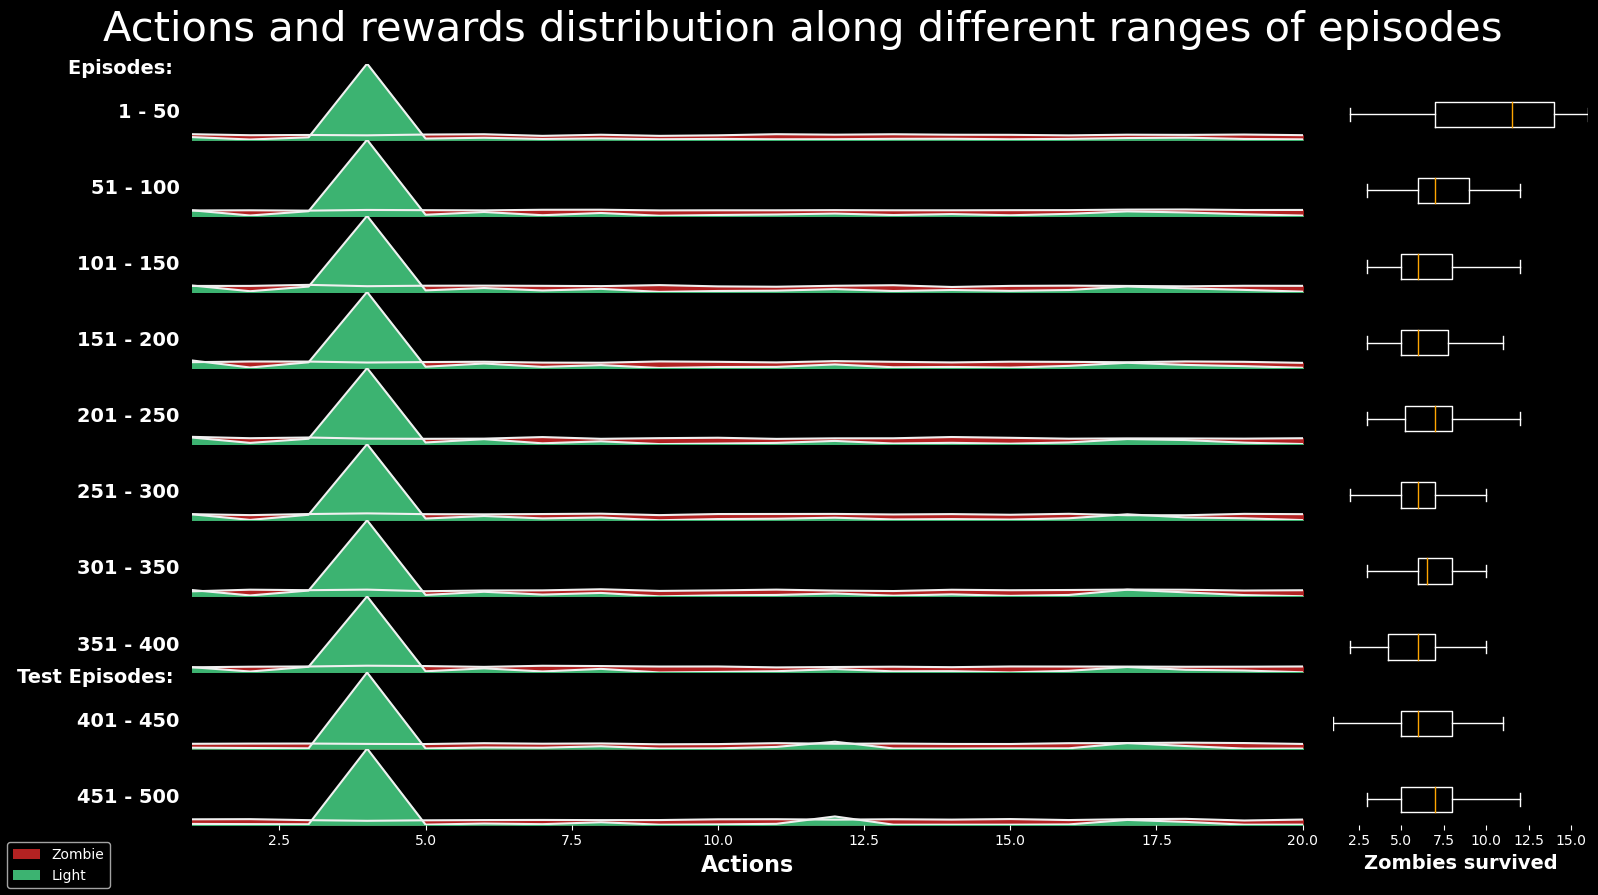 Actions and rewards distribution along different ranges of episodes
Episodes:
1 - 50
51 - 100
101 - 150
151 - 200
201 - 250
251 - 300
301 - 350
351 - 400
Test Episodes:
401 - 450
451 - 500
2.5 5.0 7.5 10.0 12.5 15.0 17.5 20.0
2.5 5.0 7.5 10.0 12.5 15.0
Actions
Zombies survived
Zombie
Light